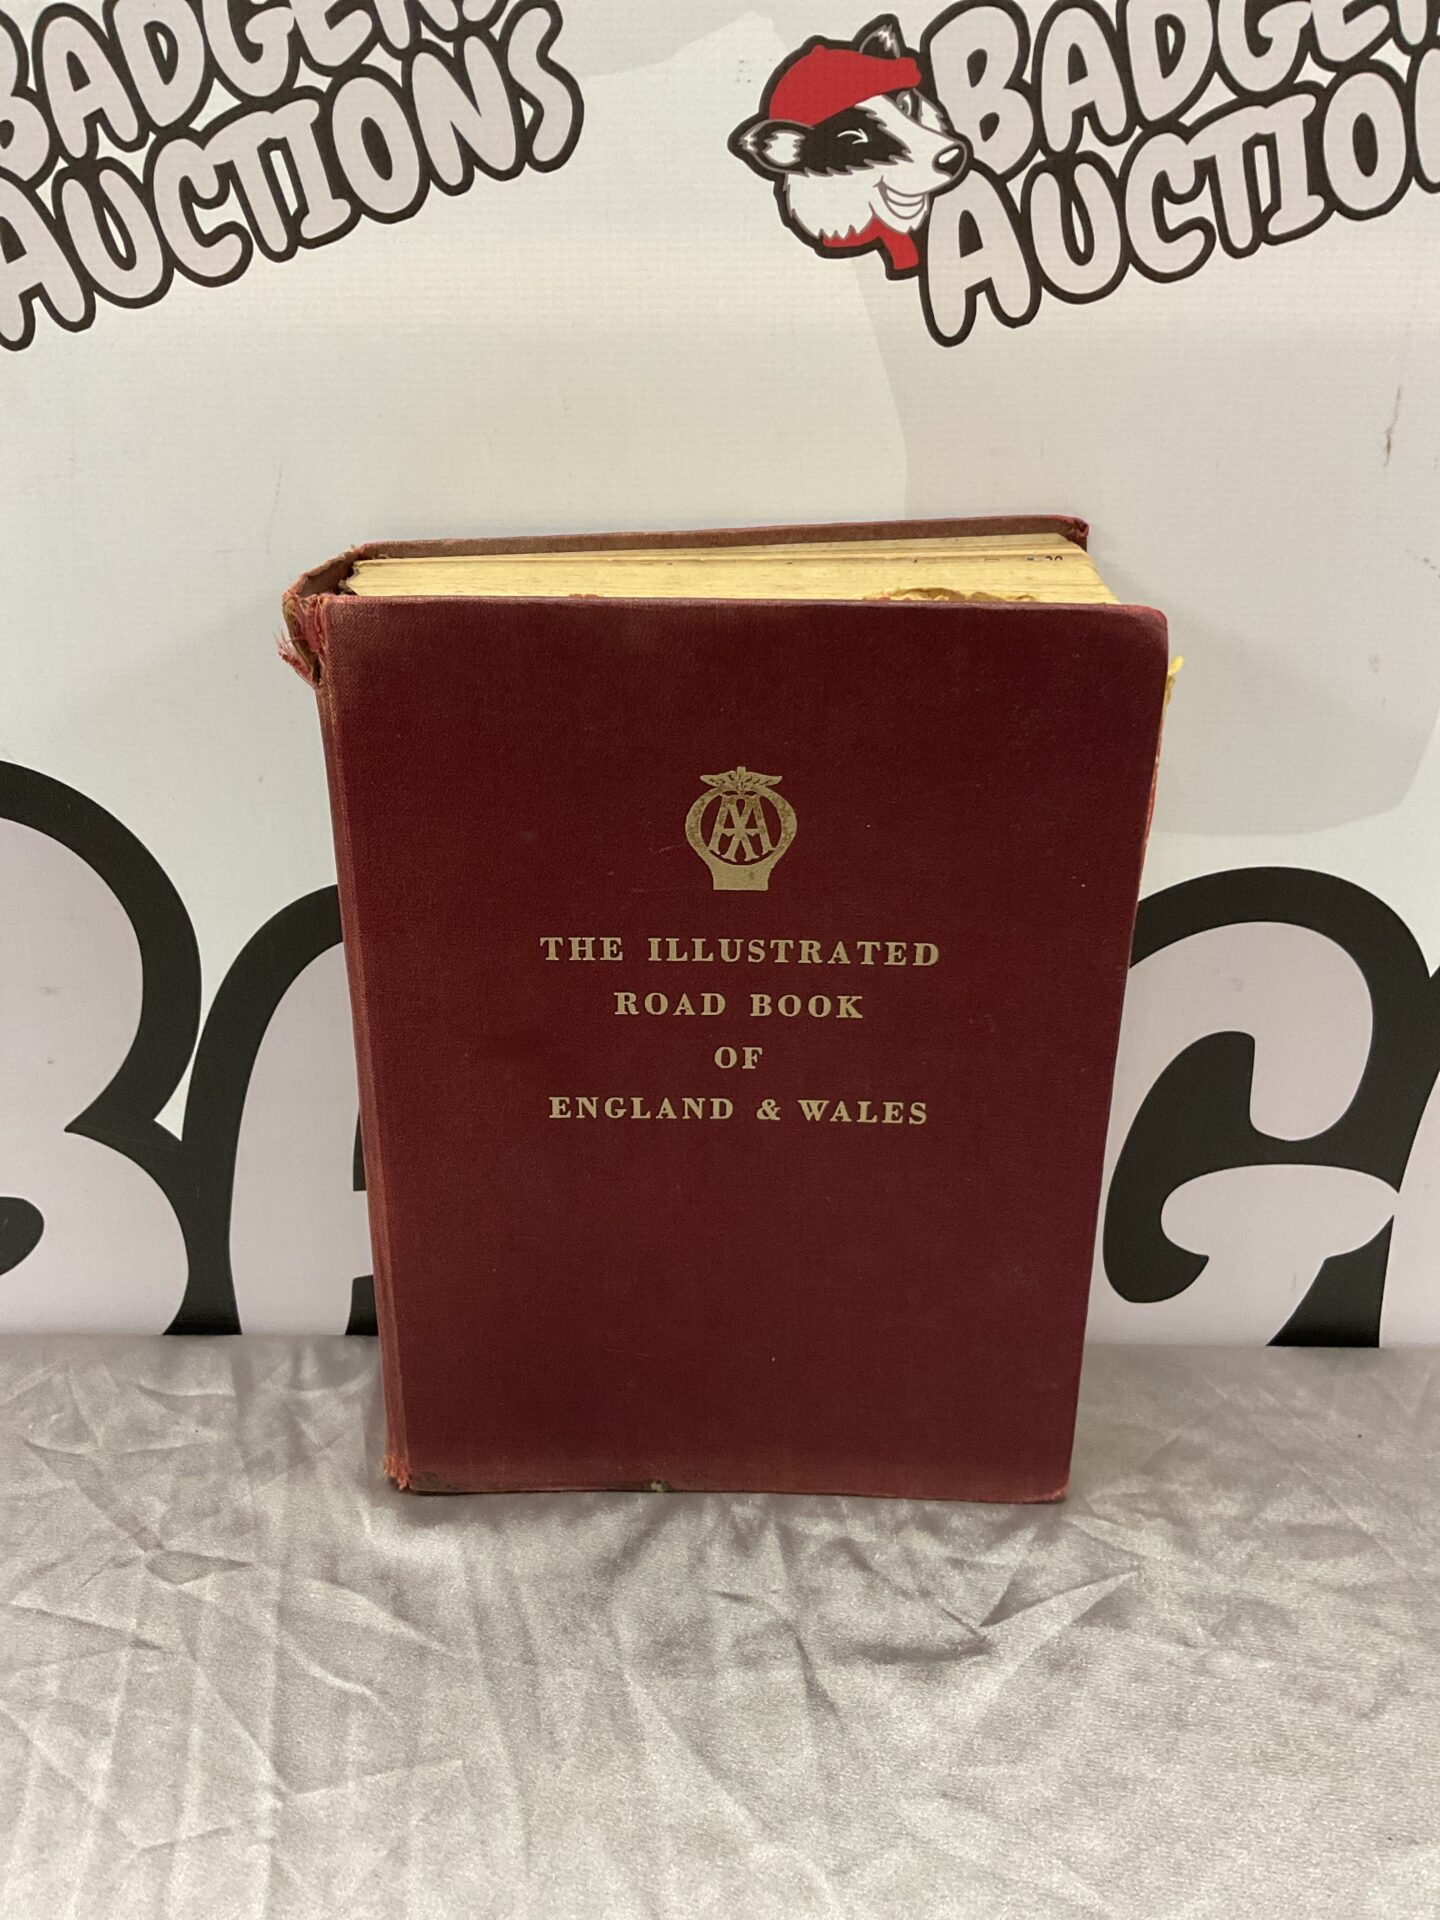 BADGER
AUCTIONS
BADGER
AUCTIONS
AA
THE ILLUSTRATED
ROAD BOOK
OF
ENGLAND & WALES